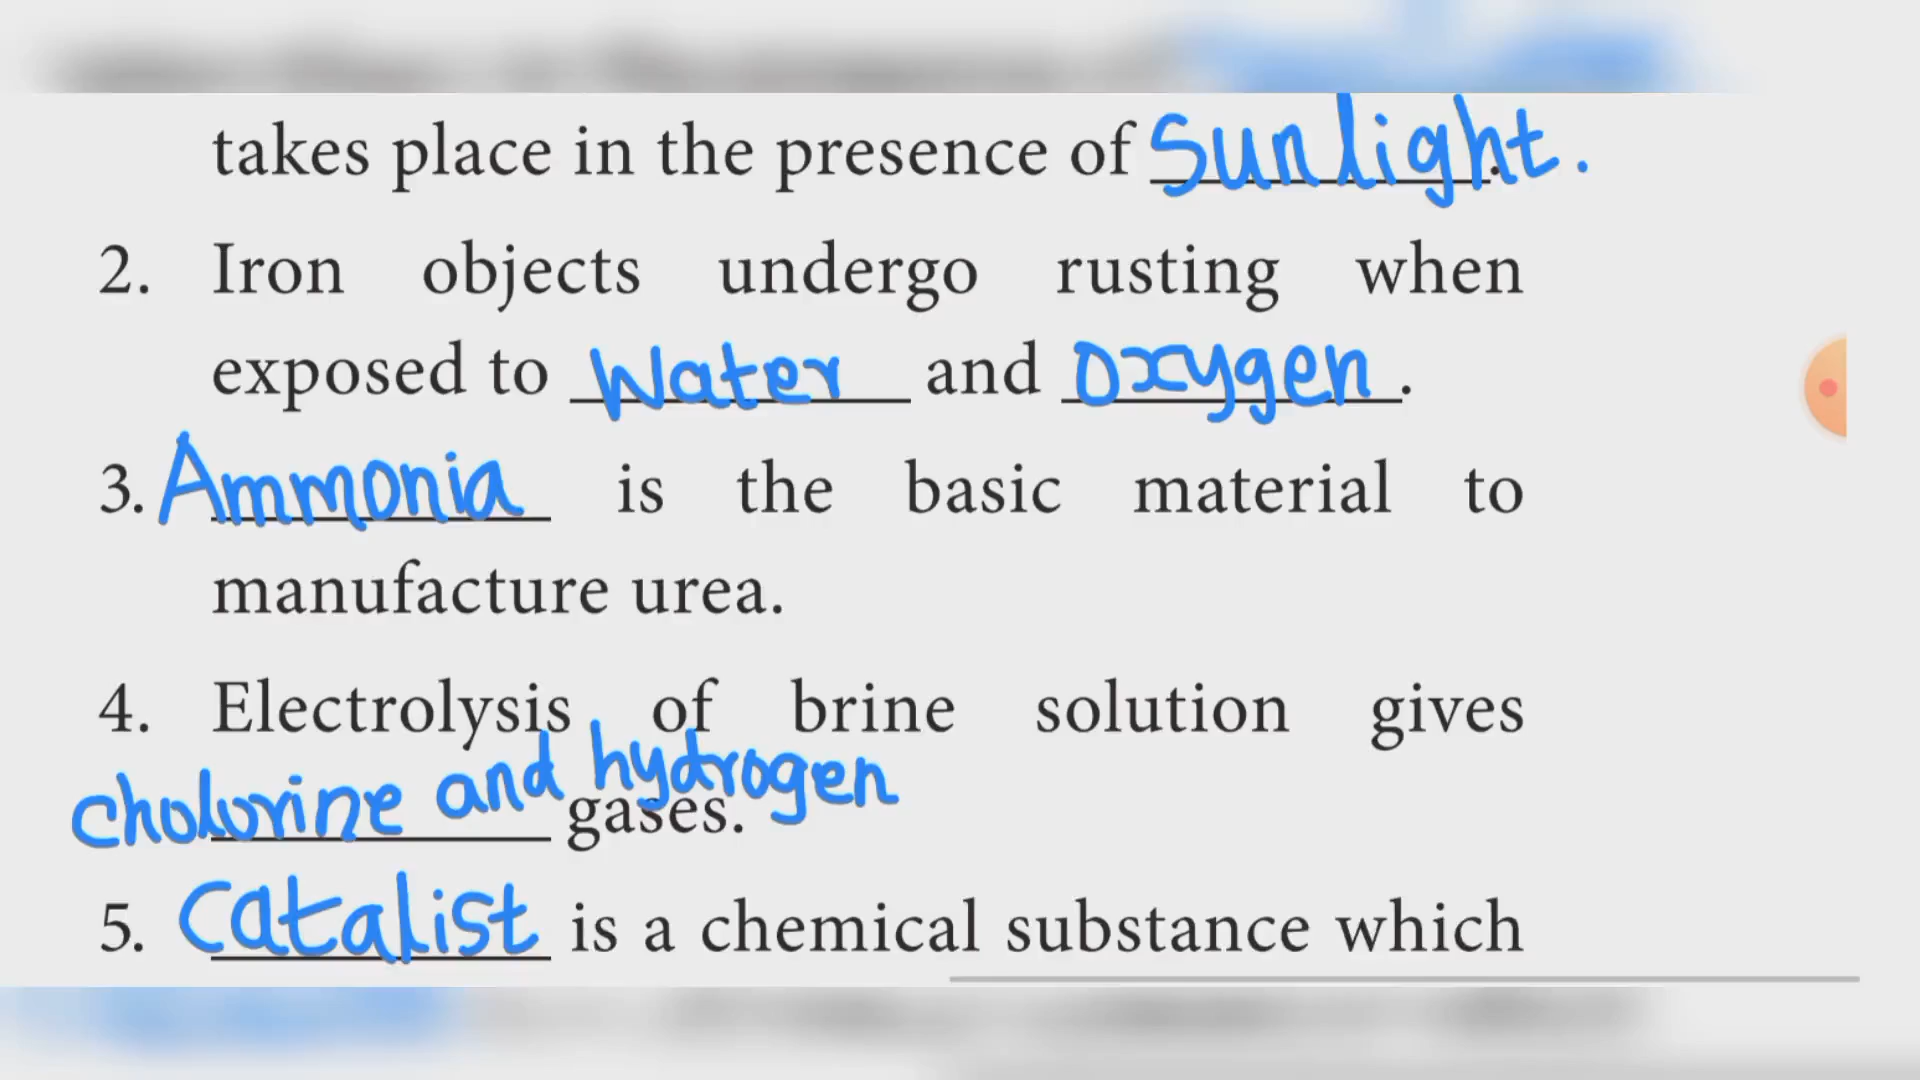 takes place in the presence of Sunlight.
2. Iron objects undergo rusting when
exposed to Water and Oxygen.
3. Ammonia is the basic material to
manufacture urea.
4. Electrolysis of brine solution gives
cholorine and hydrogen gases.
5. Catalist is a chemical substance which